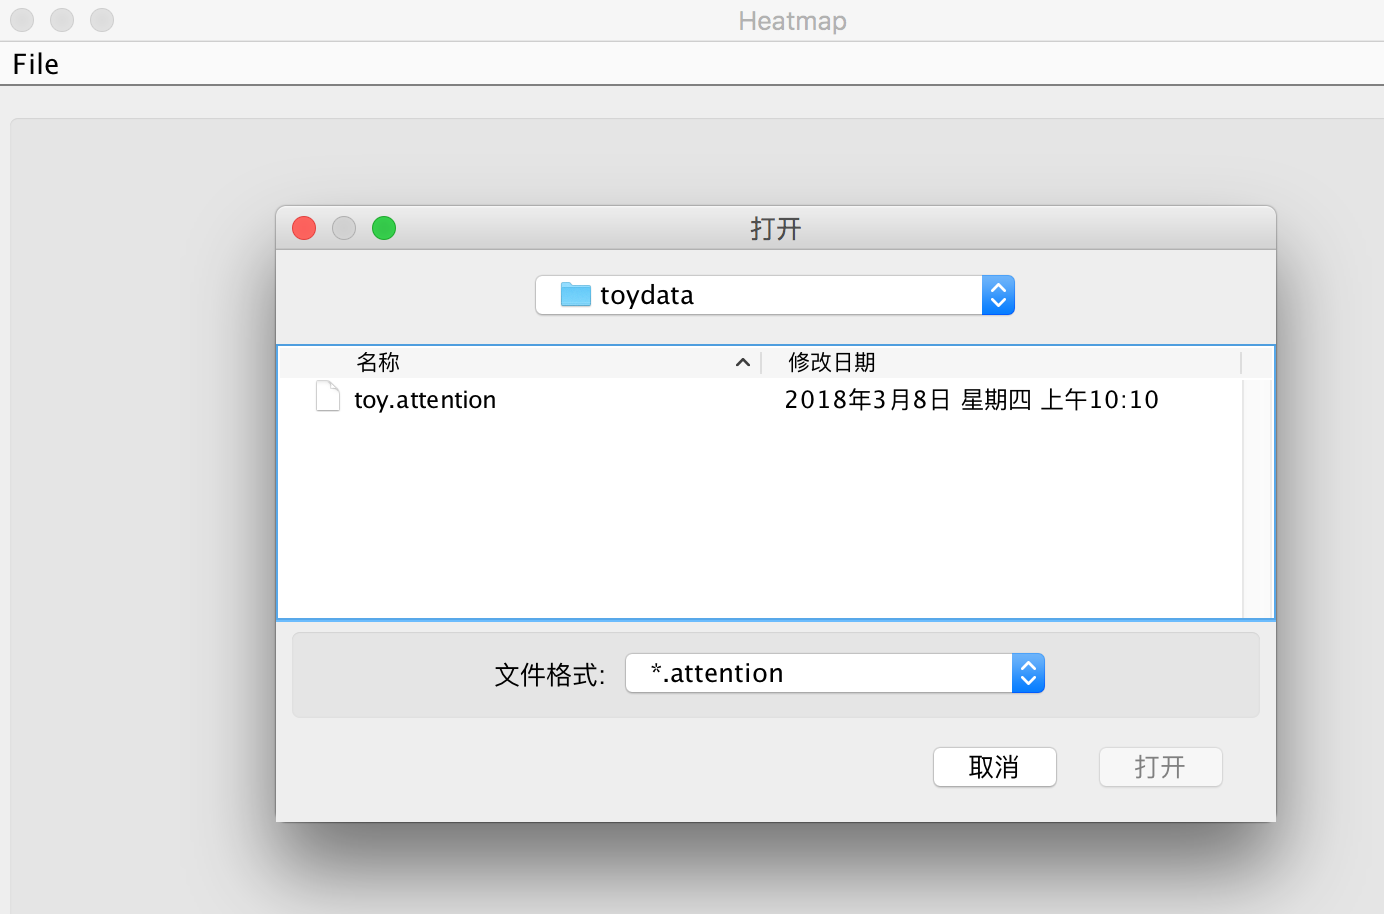 Heatmap
File
打开
toydata
名称 修改日期
toy.attention 2018年3月8日 星期四 上午10:10
文件格式: *.attention
取消 打开